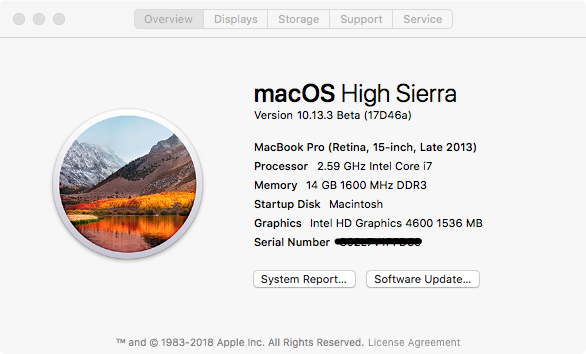 Overview Displays Storage Support Service
macOS High Sierra
Version 10.13.3 Beta (17D46a)
MacBook Pro (Retina, 15-inch, Late 2013)
Processor 2.59 GHz Intel Core i7
Memory 14 GB 1600 MHz DDR3
Startup Disk Macintosh
Graphics Intel HD Graphics 4600 1536 MB
Serial Number
System Report... Software Update...
™ and © 1983-2018 Apple Inc. All Rights Reserved. License Agreement